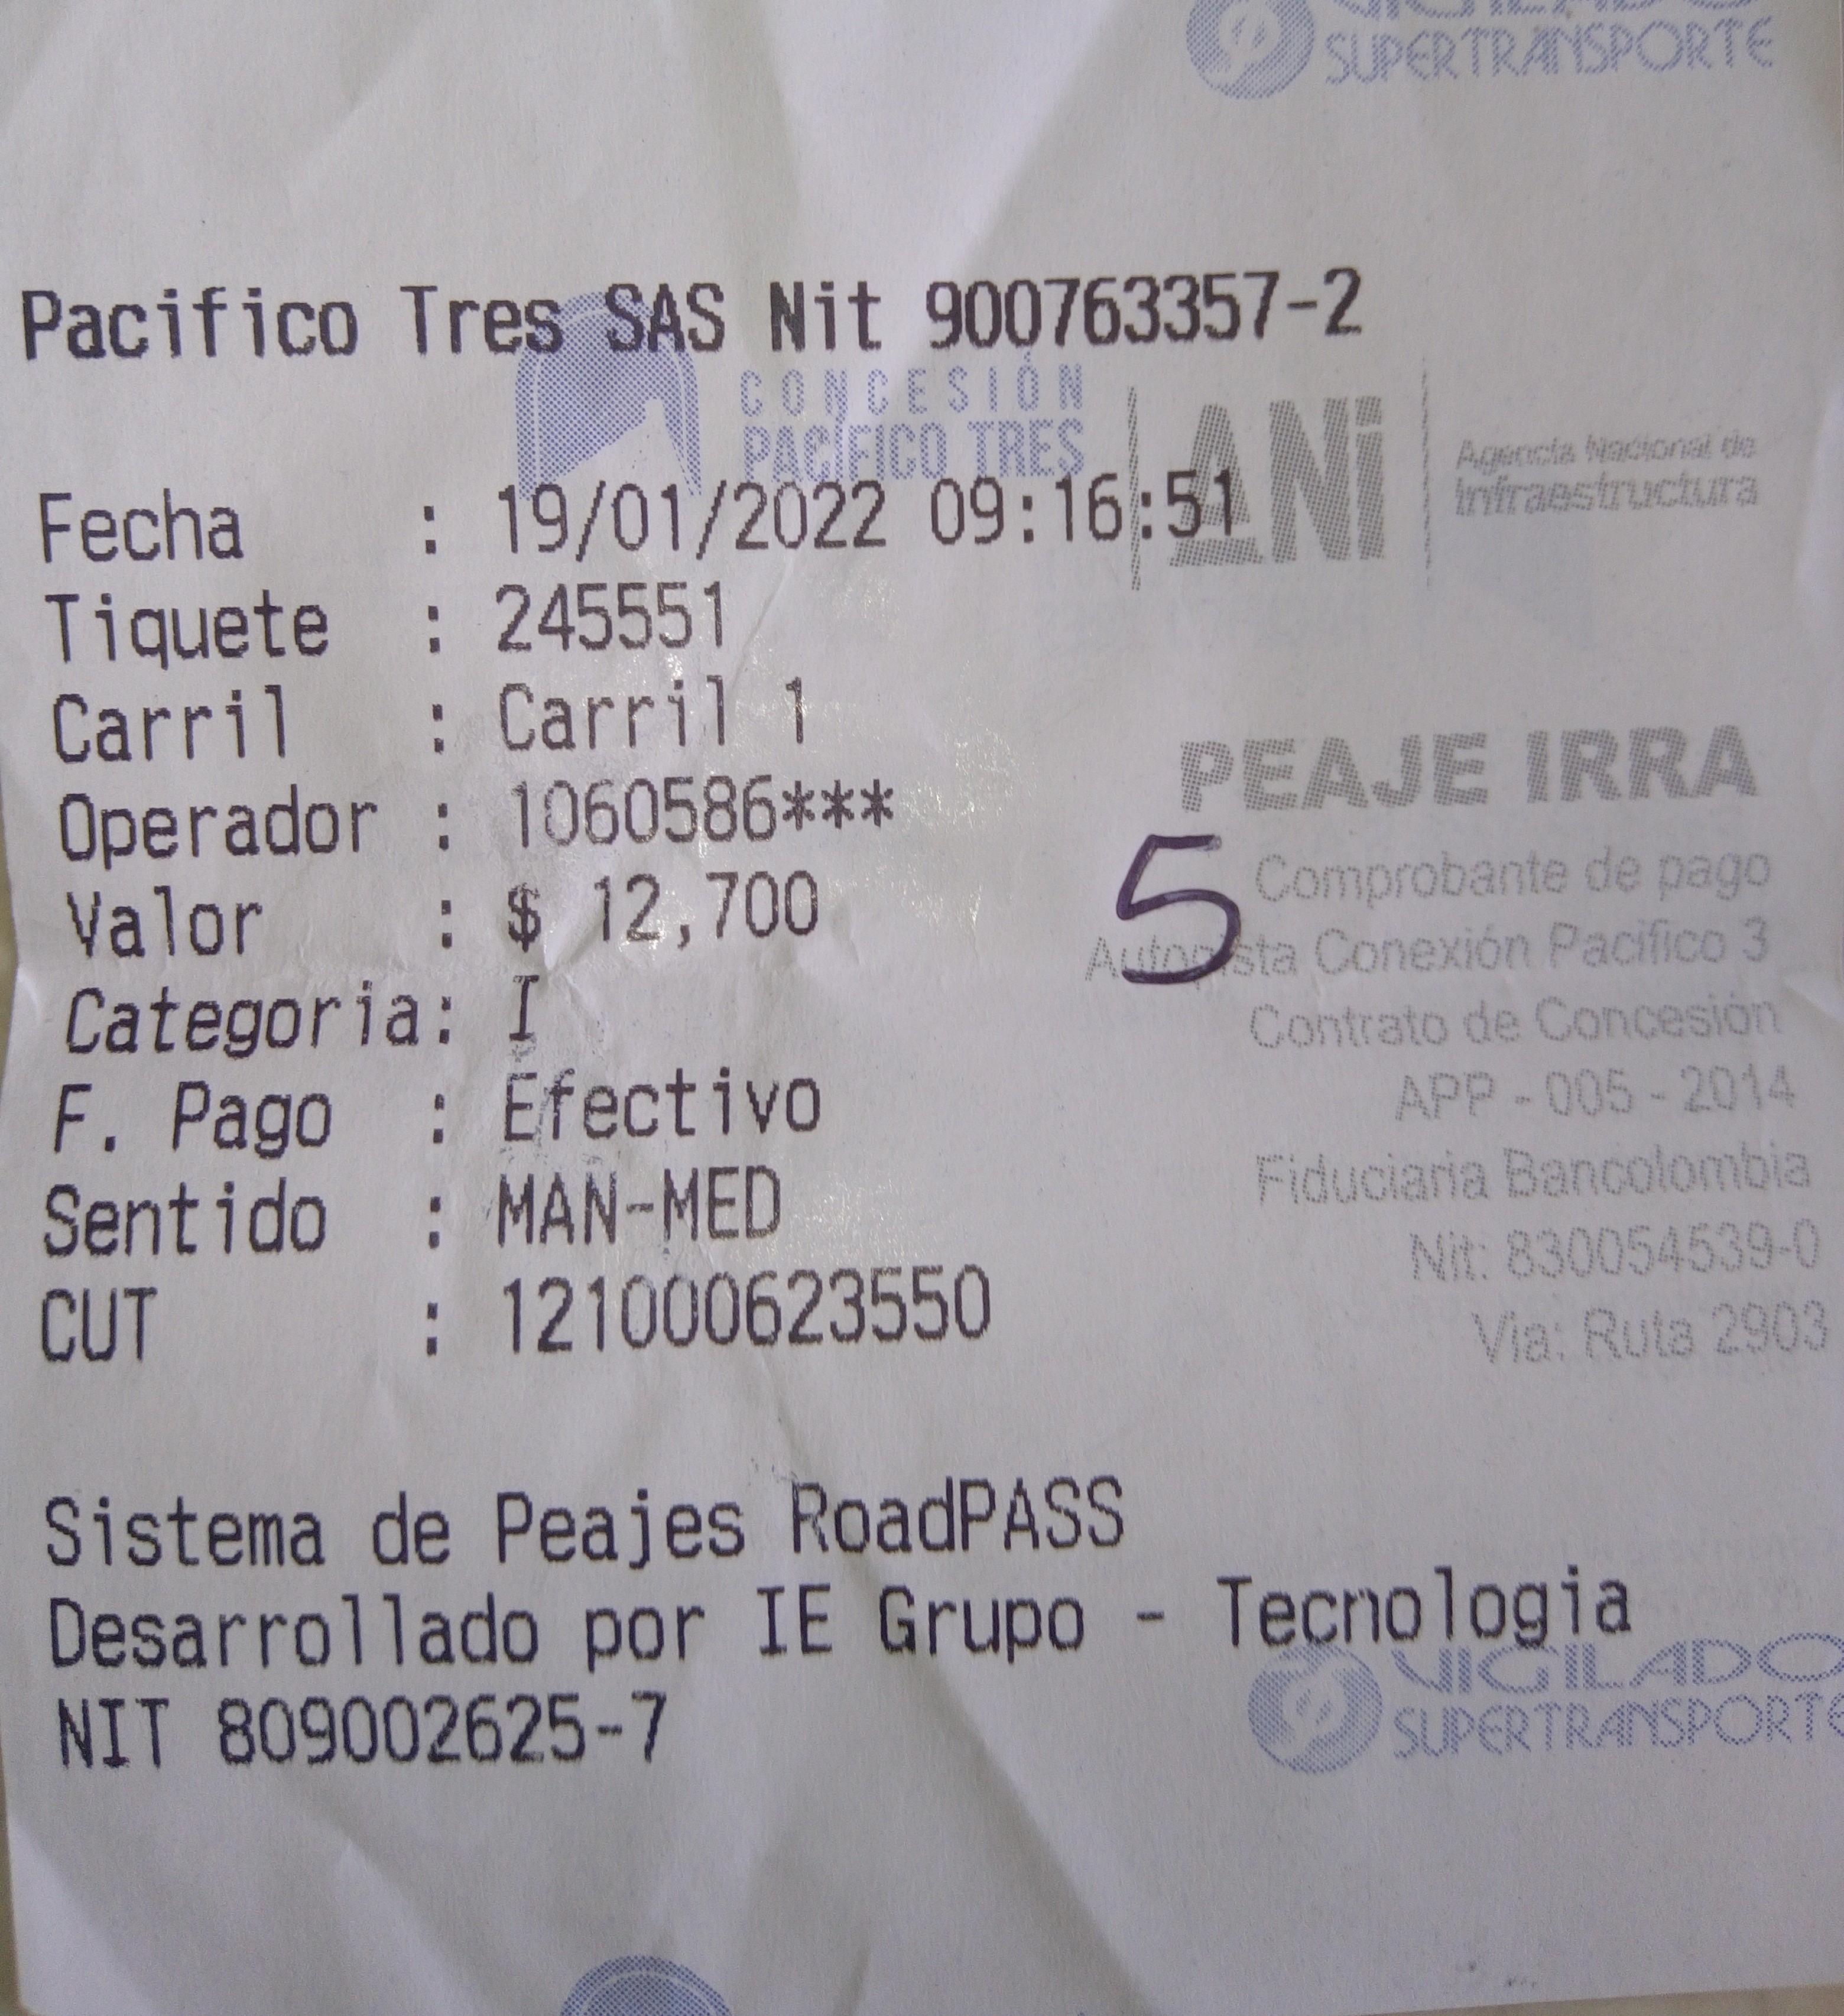 VIGILADO
SUPERTRANSPORTE
Pacifico Tres SAS Nit 900763357-2
CONCESIÓN
PACÍFICO TRES
ANi
Agencia Nacional de
Infraestructura
Fecha : 19/01/2022 09:16:51
Tiquete : 245551
Carril : Carril 1
Operador : 1060586***
Valor : $ 12,700
Categoria: I
F. Pago : Efectivo
Sentido : MAN-MED
CUT : 121000623550
PEAJE IRRA
5
Comprobante de pago
Autopista Conexión Pacifico 3
Contrato de Concesión
APP - 005 - 2014
Fiduciaria Bancolombia
Nit: 830054539-0
Via: Ruta 2903
Sistema de Peajes RoadPASS
Desarrollado por IE Grupo - Tecnologia
NIT 809002625-7
VIGILADO
SUPERTRANSPORTE